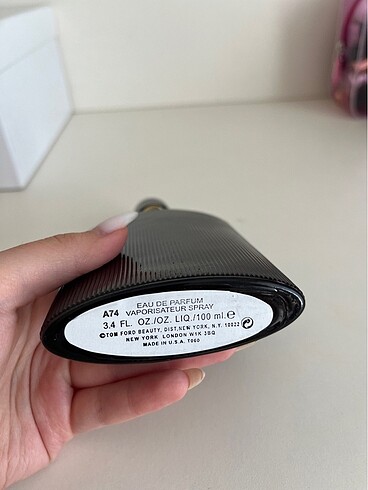 EAU DE PARFUM
A74 VAPORISATEUR SPRAY
3.4 FL. OZ./OZ. LIQ./100 ml.℮
©TOM FORD BEAUTY, DIST,NEW YORK, N.Y. 10022
NEW YORK LONDON W1K 3BQ
MADE IN U.S.A. T000